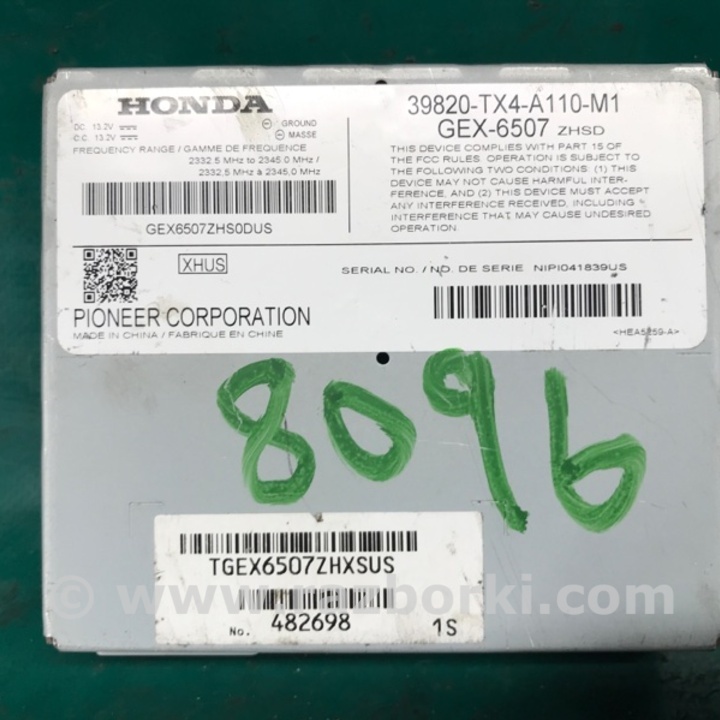 HONDA
DC 13.2V
GROUND
C.C. 13.2V
MASSE
FREQUENCY RANGE / GAMME DE FREQUENCE
2332.5 MHz to 2345.0 MHz /
2332.5 MHz à 2345.0 MHz
GEX6507ZHS0DUS
39820-TX4-A110-M1
GEX-6507 ZHSD
THIS DEVICE COMPLIES WITH PART 15 OF
THE FCC RULES. OPERATION IS SUBJECT TO
THE FOLLOWING TWO CONDITIONS: (1) THIS
DEVICE MAY NOT CAUSE HARMFUL INTER-
FERENCE, AND (2) THIS DEVICE MUST ACCEPT
ANY INTERFERENCE RECEIVED, INCLUDING
INTERFERENCE THAT MAY CAUSE UNDESIRED
OPERATION.
XHUS
SERIAL NO. / NO. DE SERIE NIPI041839US
PIONEER CORPORATION
MADE IN CHINA / FABRIQUE EN CHINE
<HEA5259-A>
8096
TGEX6507ZHXSUS
© www.razborki.com
No. 482698 1S